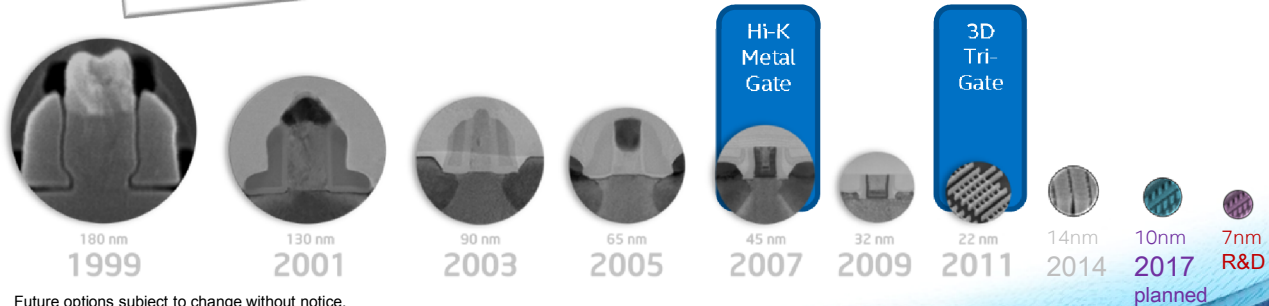 Hi-K
Metal
Gate
3D
Tri-
Gate
180 nm
1999
130 nm
2001
90 nm
2003
65 nm
2005
45 nm
2007
32 nm
2009
22 nm
2011
14nm
2014
10nm
2017
planned
7nm
R&D
Future options subject to change without notice.